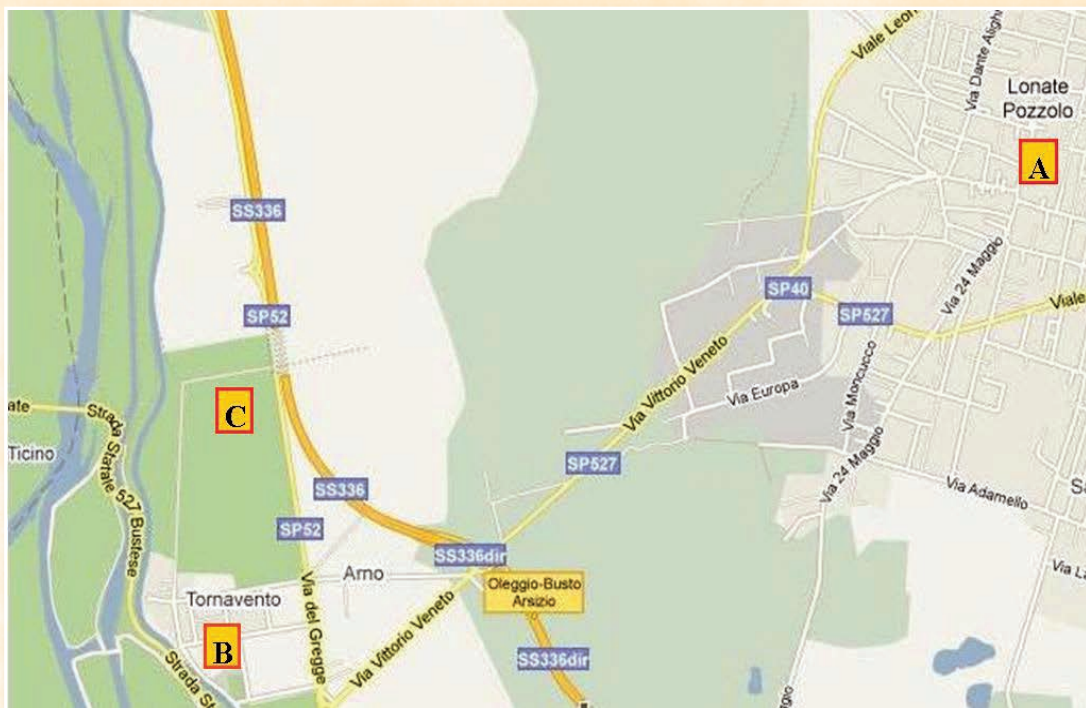 Viale Leon
Via Dante Alighi
Lonate
Pozzolo
A
SS336
Via 24 Maggio
SP40
SP52
SP527
Viale
Via Vittorio Veneto
Via Moncucco
Via Europa
C
ate
Strada Statale 527 Bustese
Ticino
SP527
Via 24 Maggio
SS336
Via Adamello
S
SP52
SS336dir
Arno
Oleggio-Busto
Arsizio
Via La
Tornavento
Via del Gregge
Via Vittorio Veneto
B
SS336dir
Strada St
ggio